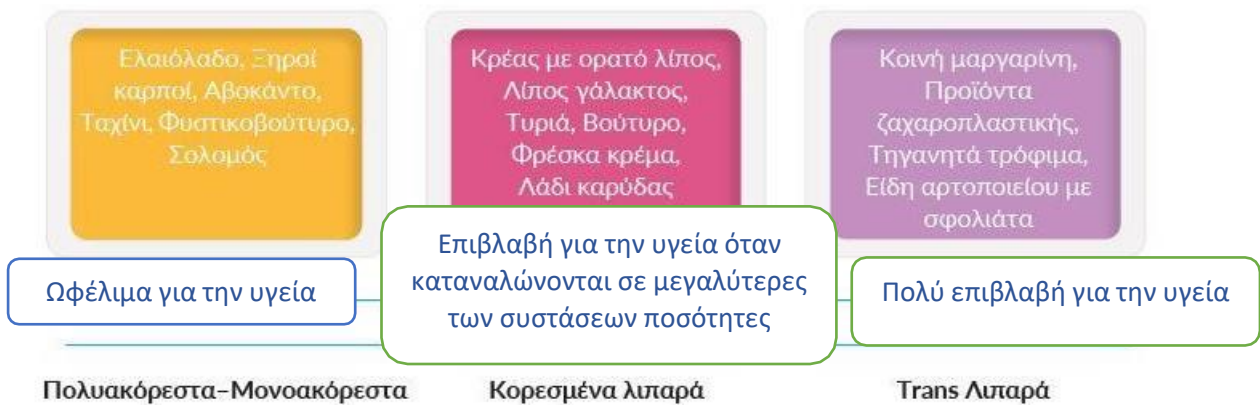 Ελαιόλαδο, Ξηροί
καρποί, Αβοκάντο,
Ταχίνι, Φυστικοβούτυρο,
Σολομός
Κρέας με ορατό λίπος,
Λίπος γάλακτος,
Τυριά, Βούτυρο,
Φρέσκα κρέμα,
Λάδι καρύδας
Κοινή μαργαρίνη,
Προϊόντα
ζαχαροπλαστικής,
Τηγανητά τρόφιμα,
Είδη αρτοποιείου με
σφολιάτα
Ωφέλιμα για την υγεία
Επιβλαβή για την υγεία όταν
καταναλώνονται σε μεγαλύτερες
των συστάσεων ποσότητες
Πολύ επιβλαβή για την υγεία
Πολυακόρεστα–Μονοακόρεστα
Κορεσμένα λιπαρά
Trans Λιπαρά